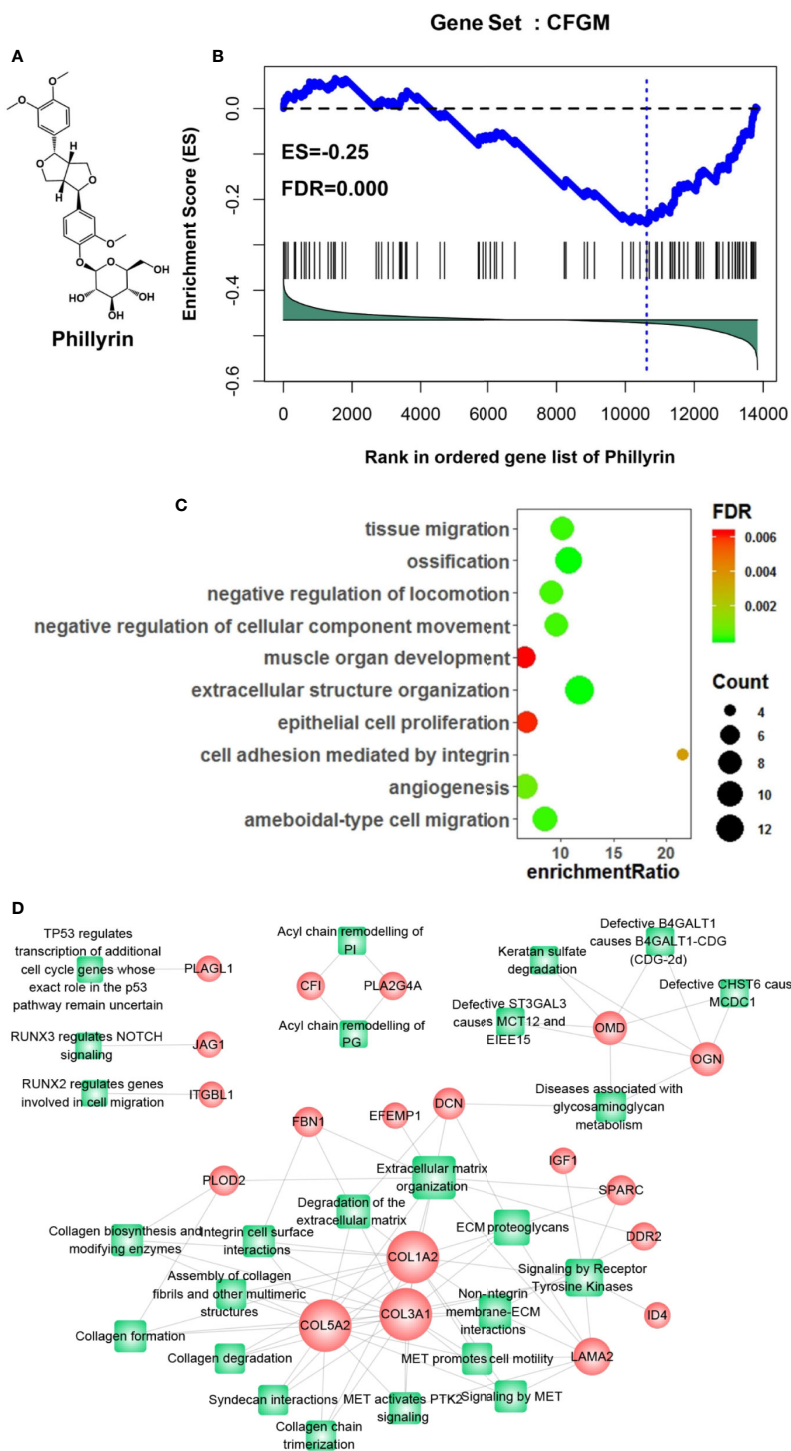 Gene Set : CFGM
A
B
O
O
O
H
H
O
O
O
O
OH
HO
OH
OH
Phillyrin
Enrichment Score (ES)
0.0
-0.2
-0.4
-0.6
ES=-0.25
FDR=0.000
0
2000
4000
6000
8000
10000
12000
14000
Rank in ordered gene list of Phillyrin
C
tissue migration
ossification
negative regulation of locomotion
negative regulation of cellular component movement
muscle organ development
extracellular structure organization
epithelial cell proliferation
cell adhesion mediated by integrin
angiogenesis
ameboidal-type cell migration
10
15
20
enrichmentRatio
FDR
0.006
0.004
0.002
Count
4
6
8
10
12
D
TP53 regulates
transcription of additional
cell cycle genes whose
exact role in the p53
pathway remain uncertain
PLAGL1
RUNX3 regulates NOTCH
signaling
JAG1
RUNX2 regulates genes
involved in cell migration
ITGBL1
Acyl chain remodelling of
PI
CFI
PLA2G4A
Acyl chain remodelling of
PG
Keratan sulfate
degradation
Defective B4GALT1
causes B4GALT1-CDG
(CDG-2d)
Defective CHST6 caus
MCDC1
Defective ST3GAL3
causes MCT12 and
EIEE15
OMD
OGN
Diseases associated with
glycosaminoglycan
metabolism
FBN1
EFEMP1
DCN
IGF1
PLOD2
Extracellular matrix
organization
SPARC
Degradation of the
extracellular matrix
ECM proteoglycans
DDR2
Collagen biosynthesis and
modifying enzymes
Integrin cell surface
interactions
COL1A2
Signaling by Receptor
Tyrosine Kinases
Assembly of collagen
fibrils and other multimeric
structures
COL3A1
Non-ntegrin
membrane-ECM
interactions
ID4
COL5A2
Collagen formation
Collagen degradation
MET promotes cell motility
LAMA2
Syndecan interactions
MET activates PTK2
signaling
Signaling by MET
Collagen chain
trimerization